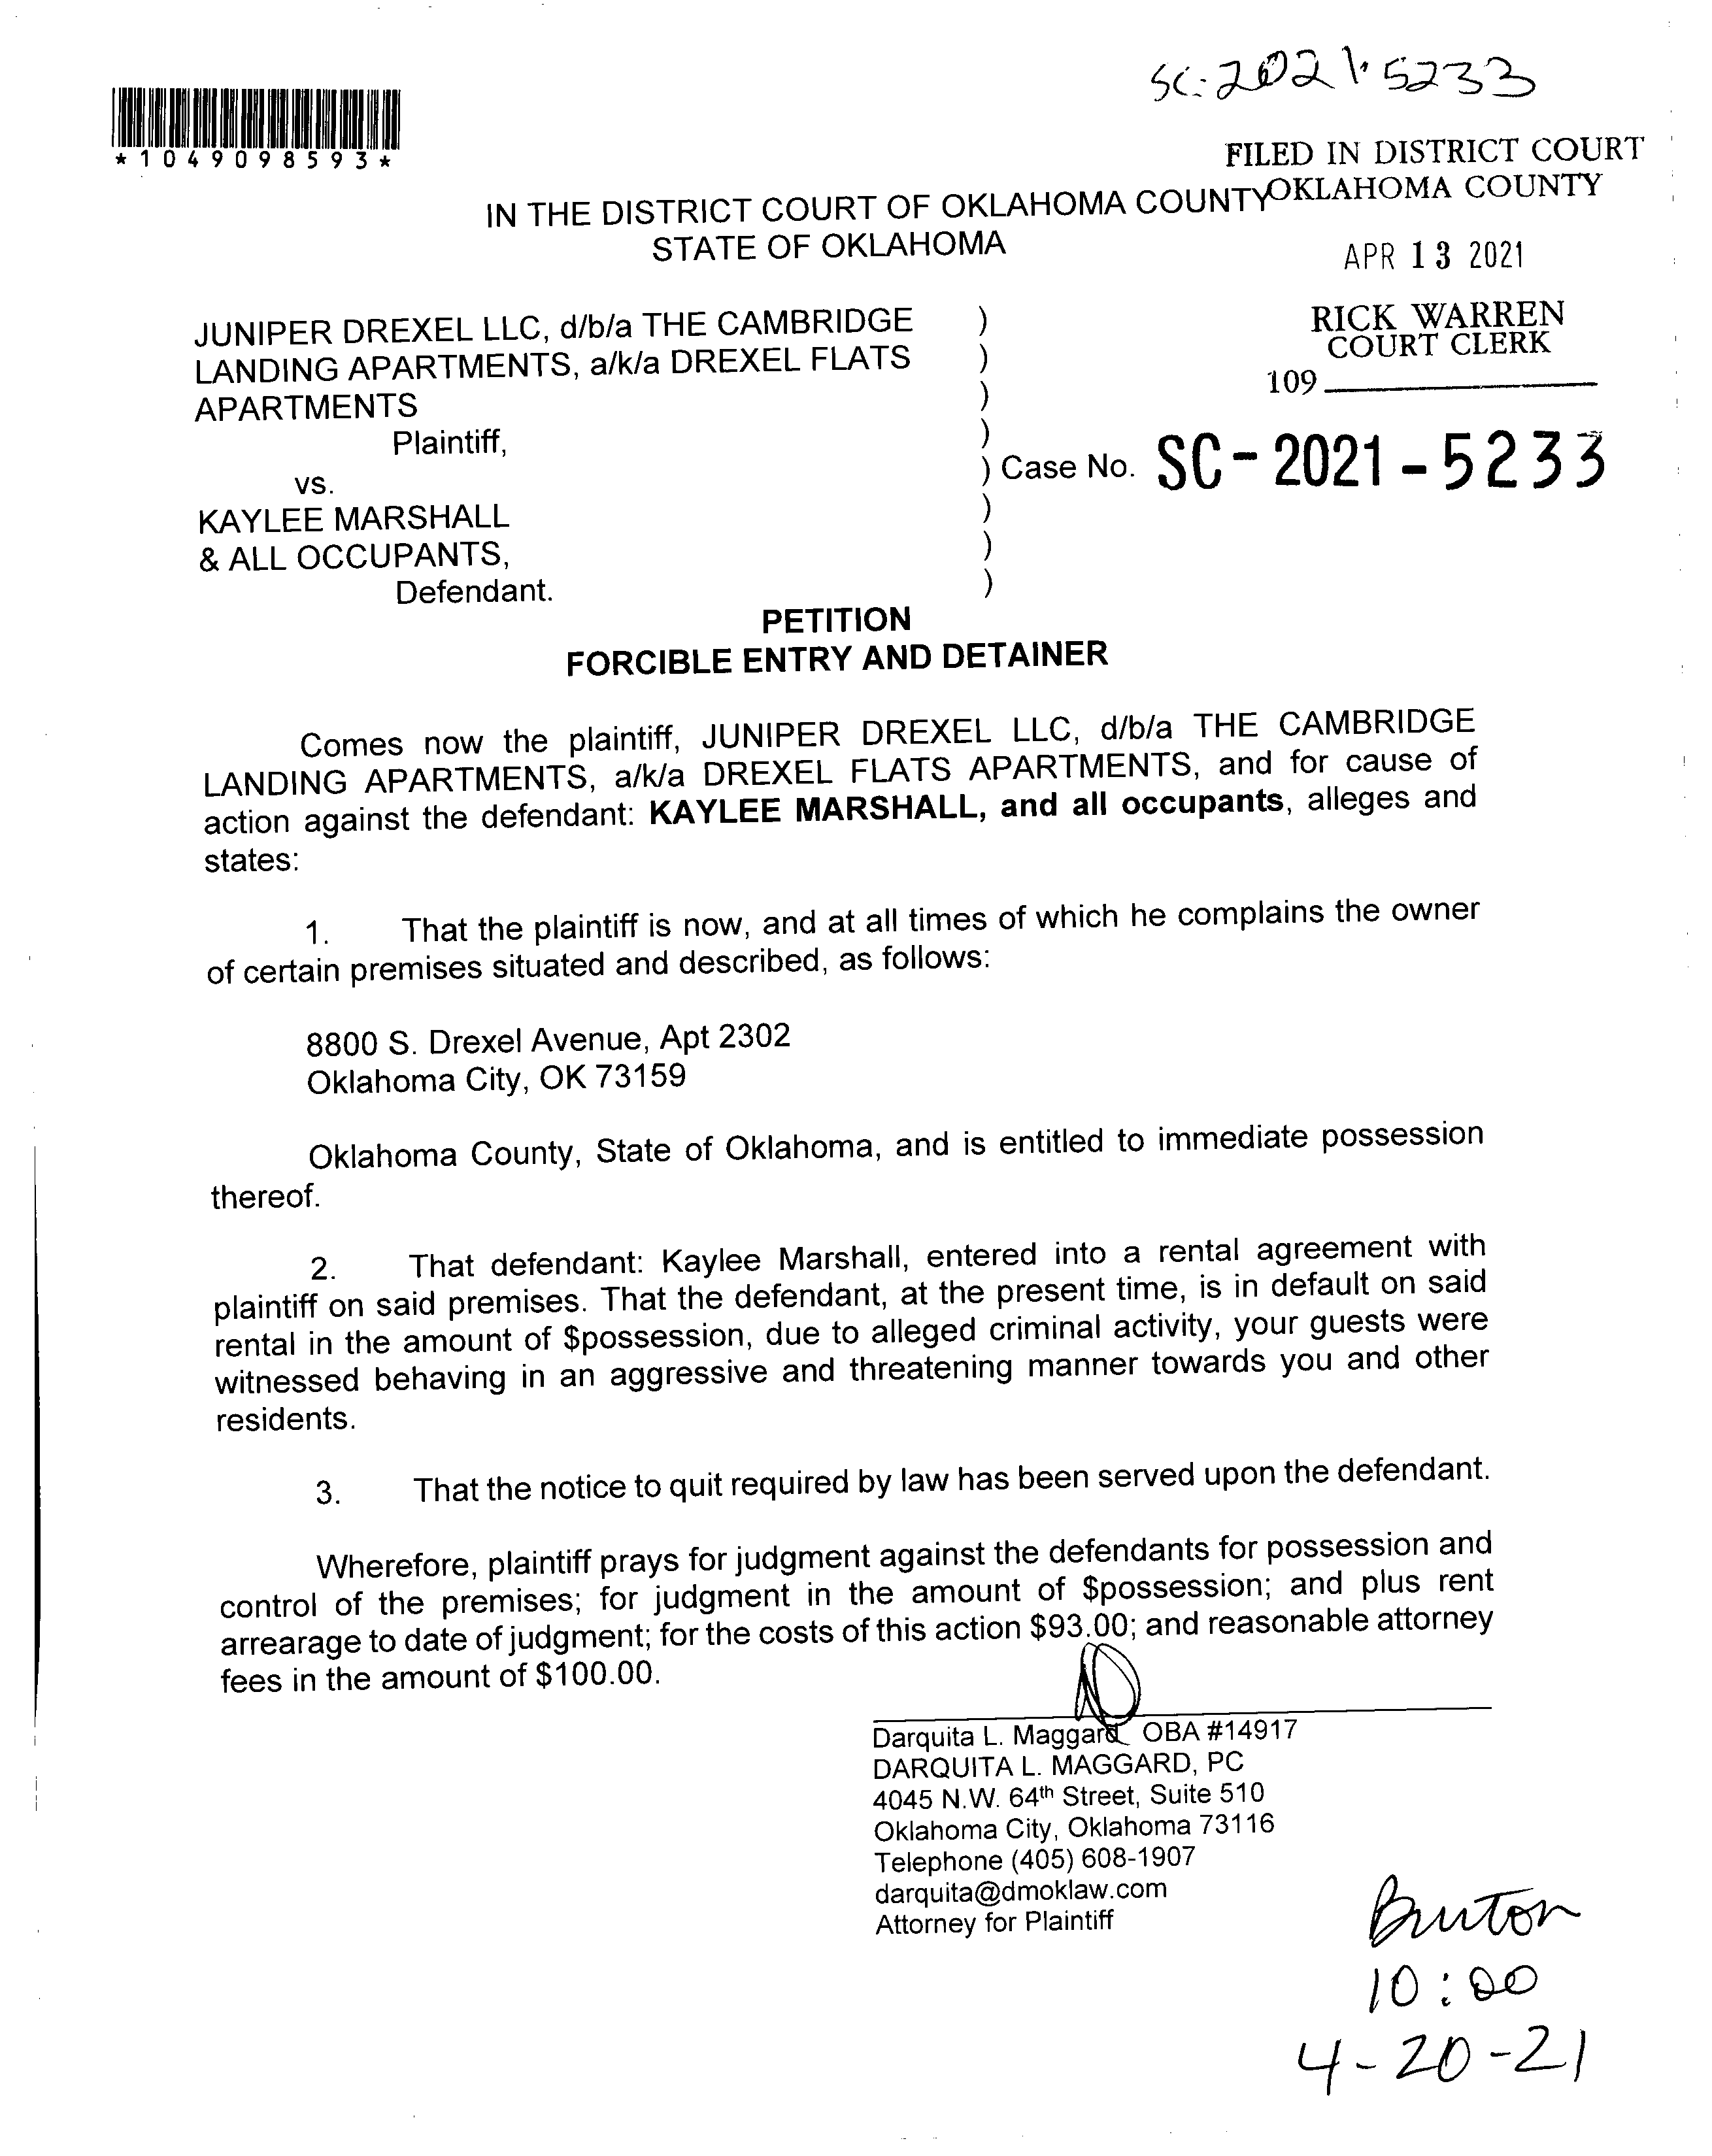 SC-2021-5233
*1049098593*
FILED IN DISTRICT COURT
OKLAHOMA COUNTY
IN THE DISTRICT COURT OF OKLAHOMA COUNTY
STATE OF OKLAHOMA
APR 13 2021
RICK WARREN
COURT CLERK
109
JUNIPER DREXEL LLC, d/b/a THE CAMBRIDGE )
LANDING APARTMENTS, a/k/a DREXEL FLATS )
APARTMENTS )
Plaintiff, )
) Case No. SC-2021-5233
vs.
KAYLEE MARSHALL )
& ALL OCCUPANTS, )
Defendant. )
PETITION
FORCIBLE ENTRY AND DETAINER
Comes now the plaintiff, JUNIPER DREXEL LLC, d/b/a THE CAMBRIDGE
LANDING APARTMENTS, a/k/a DREXEL FLATS APARTMENTS, and for cause of
action against the defendant: KAYLEE MARSHALL, and all occupants, alleges and
states:
1. That the plaintiff is now, and at all times of which he complains the owner
of certain premises situated and described, as follows:
8800 S. Drexel Avenue, Apt 2302
Oklahoma City, OK 73159
Oklahoma County, State of Oklahoma, and is entitled to immediate possession
thereof.
2. That defendant: Kaylee Marshall, entered into a rental agreement with
plaintiff on said premises. That the defendant, at the present time, is in default on said
rental in the amount of $possession, due to alleged criminal activity, your guests were
witnessed behaving in an aggressive and threatening manner towards you and other
residents.
3. That the notice to quit required by law has been served upon the defendant.
Wherefore, plaintiff prays for judgment against the defendants for possession and
control of the premises; for judgment in the amount of $possession; and plus rent
arrearage to date of judgment; for the costs of this action $93.00; and reasonable attorney
fees in the amount of $100.00.
Darquita L. Maggard OBA #14917
DARQUITA L. MAGGARD, PC
4045 N.W. 64th Street, Suite 510
Oklahoma City, Oklahoma 73116
Telephone (405) 608-1907
darquita@dmoklaw.com
Attorney for Plaintiff
Bruton
10:00
4-20-21